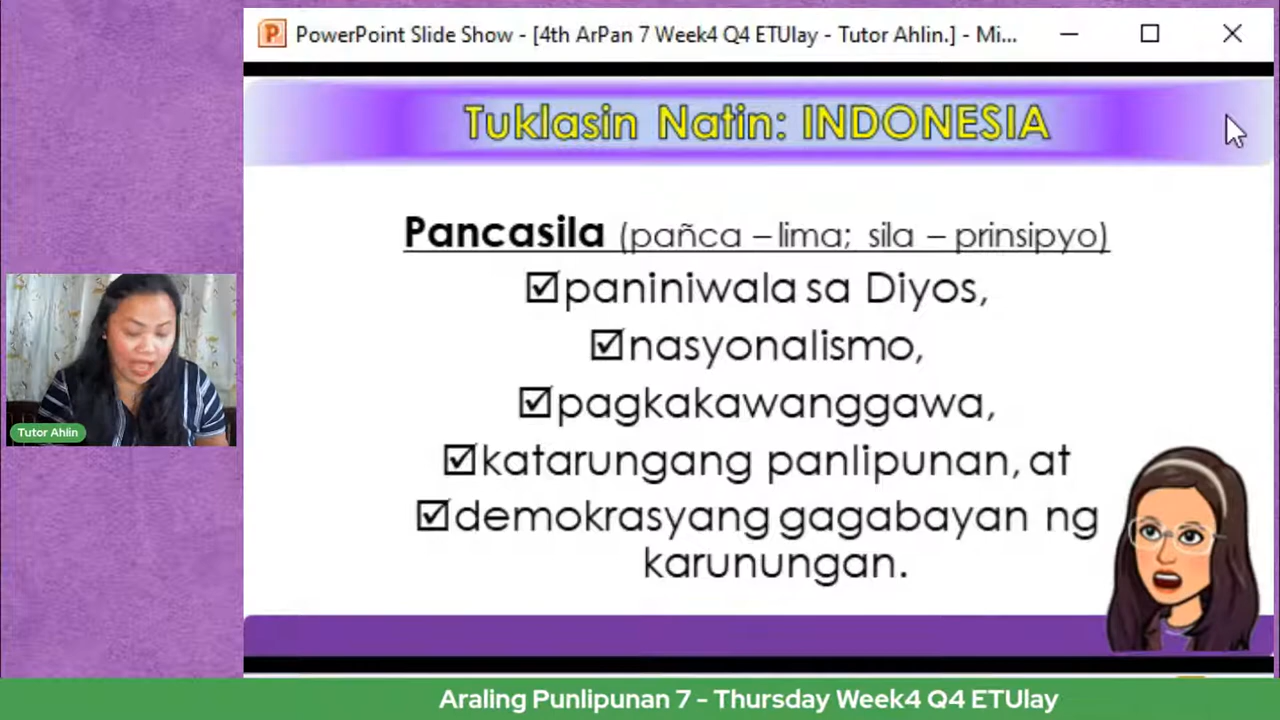 PowerPoint Slide Show - [4th ArPan 7 Week4 Q4 ETUlay - Tutor Ahlin.] - Mi...
Tuklasin Natin: INDONESIA
Pancasila (pañca – lima; sila – prinsipyo)
☑paniniwala sa Diyos,
☑nasyonalismo,
☑pagkakawanggawa,
☑katarungang panlipunan, at
☑demokrasyang gagabayan ng
karunungan.
Tutor Ahlin
Araling Punlipunan 7 - Thursday Week4 Q4 ETUlay